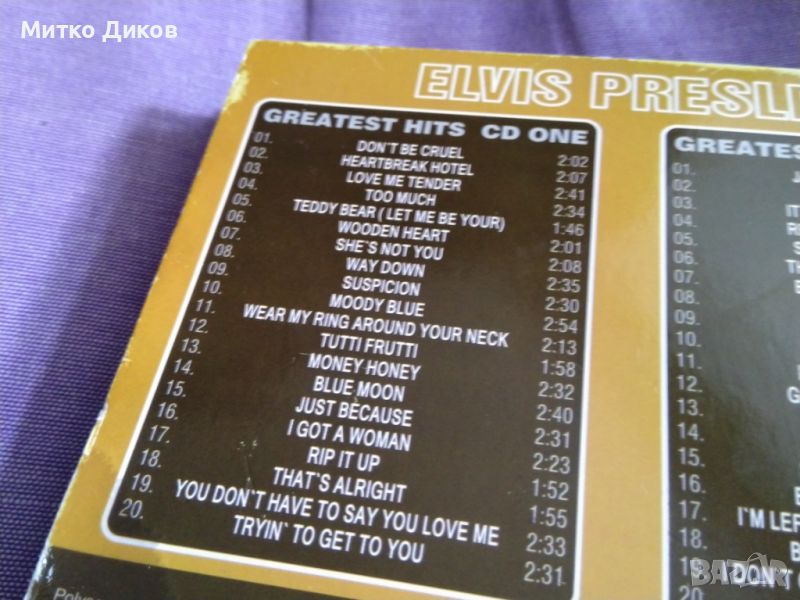 Митко Диков
ELVIS PRESL
GREATEST HITS CD ONE
01. DON'T BE CRUEL 2:02
02. HEARTBREAK HOTEL 2:07
03. LOVE ME TENDER 2:41
04. TOO MUCH 2:34
05. TEDDY BEAR ( LET ME BE YOUR) 1:46
06. WOODEN HEART 2:01
07. SHE`S NOT YOU 2:08
08. WAY DOWN 2:35
09. SUSPICION 2:30
10. MOODY BLUE 2:54
11. WEAR MY RING AROUND YOUR NECK 2:13
12. TUTTI FRUTTI 1:58
13. MONEY HONEY 2:32
14. BLUE MOON 2:40
15. JUST BECAUSE 2:31
16. I GOT A WOMAN 2:23
17. RIP IT UP 1:52
18. THAT`S ALRIGHT 1:55
19. YOU DON`T HAVE TO SAY YOU LOVE ME 2:33
20. TRYIN` TO GET TO YOU 2:31
GREATES
01. J
02.
03. IT
04. R
05. S
06. TH
07. E
08.
09.
10.
11.
12. G
13.
14.
15.
16. B
17. I`M LEF
18. B
19. I DON`T
20.
БАЗАР